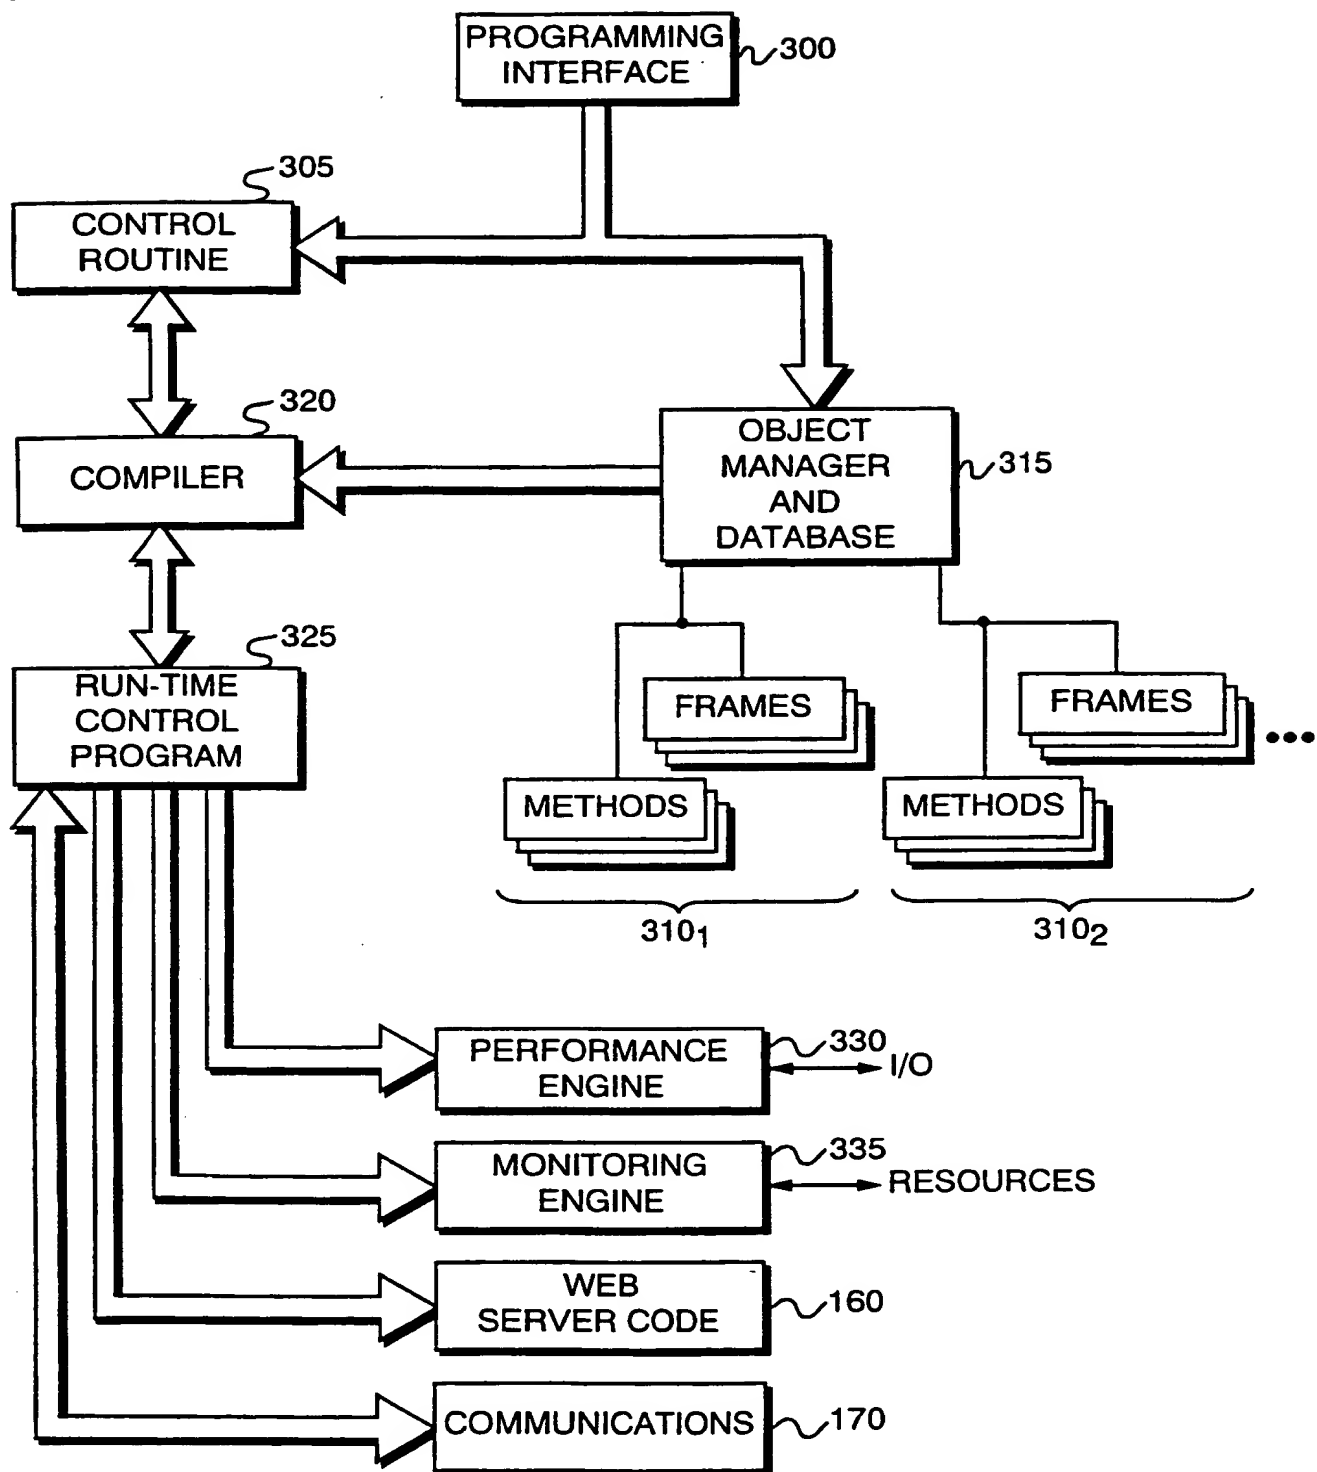 PROGRAMMING
INTERFACE
300
305
CONTROL
ROUTINE
320
COMPILER
OBJECT
MANAGER
AND
DATABASE
315
325
RUN-TIME
CONTROL
PROGRAM
FRAMES
FRAMES
METHODS
METHODS
310₁
310₂
PERFORMANCE
ENGINE
330
I/O
MONITORING
ENGINE
335
RESOURCES
WEB
SERVER CODE
160
COMMUNICATIONS
170